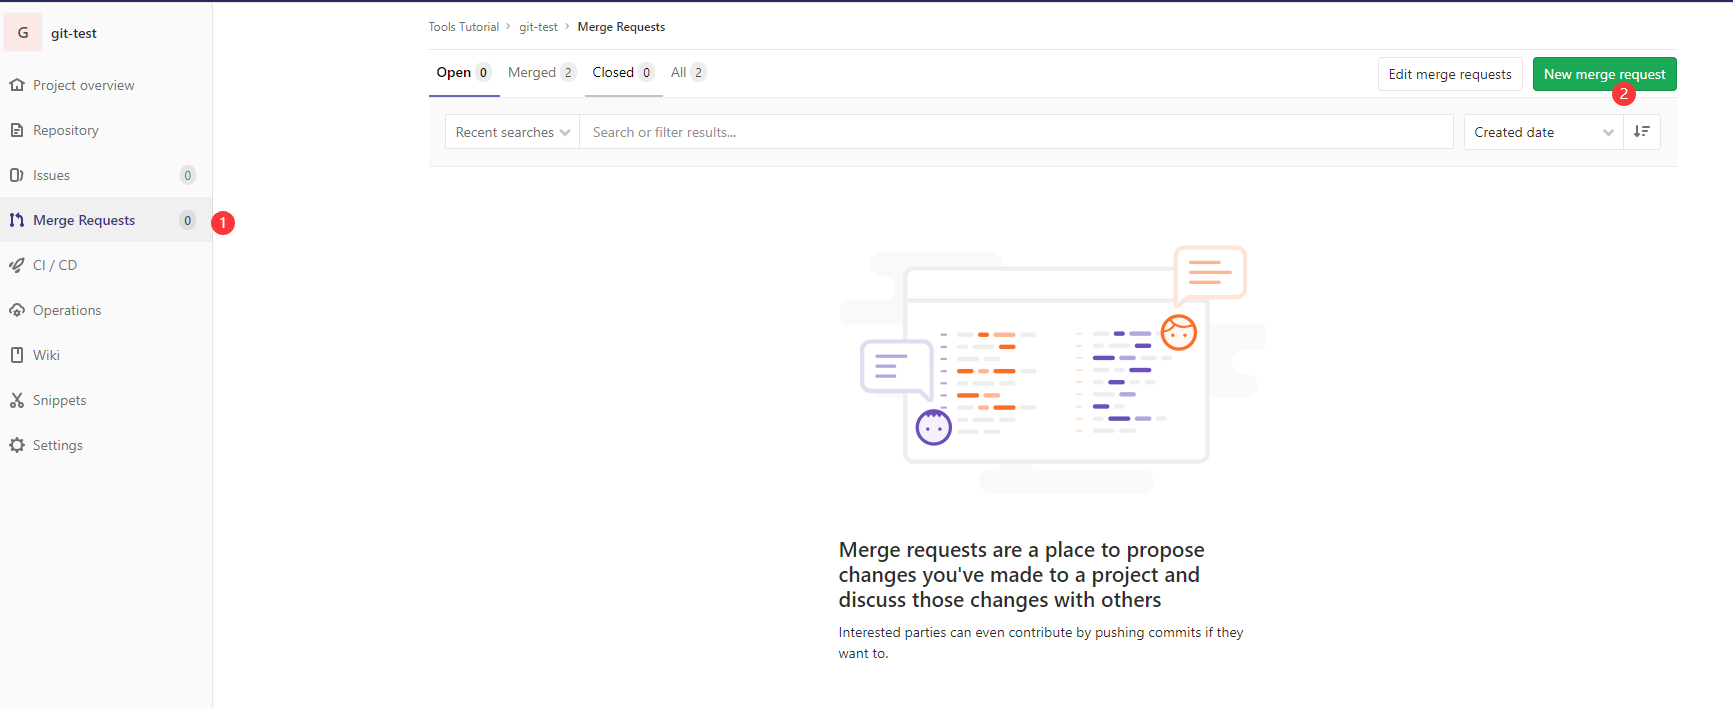 G git-test
Project overview
Repository
Issues 0
Merge Requests 0 1
CI / CD
Operations
Wiki
Snippets
Settings
Tools Tutorial › git-test › Merge Requests
Open 0 Merged 2 Closed 0 All 2 Edit merge requests New merge request
2
Recent searches Search or filter results... Created date
Merge requests are a place to propose
changes you've made to a project and
discuss those changes with others
Interested parties can even contribute by pushing commits if they
want to.